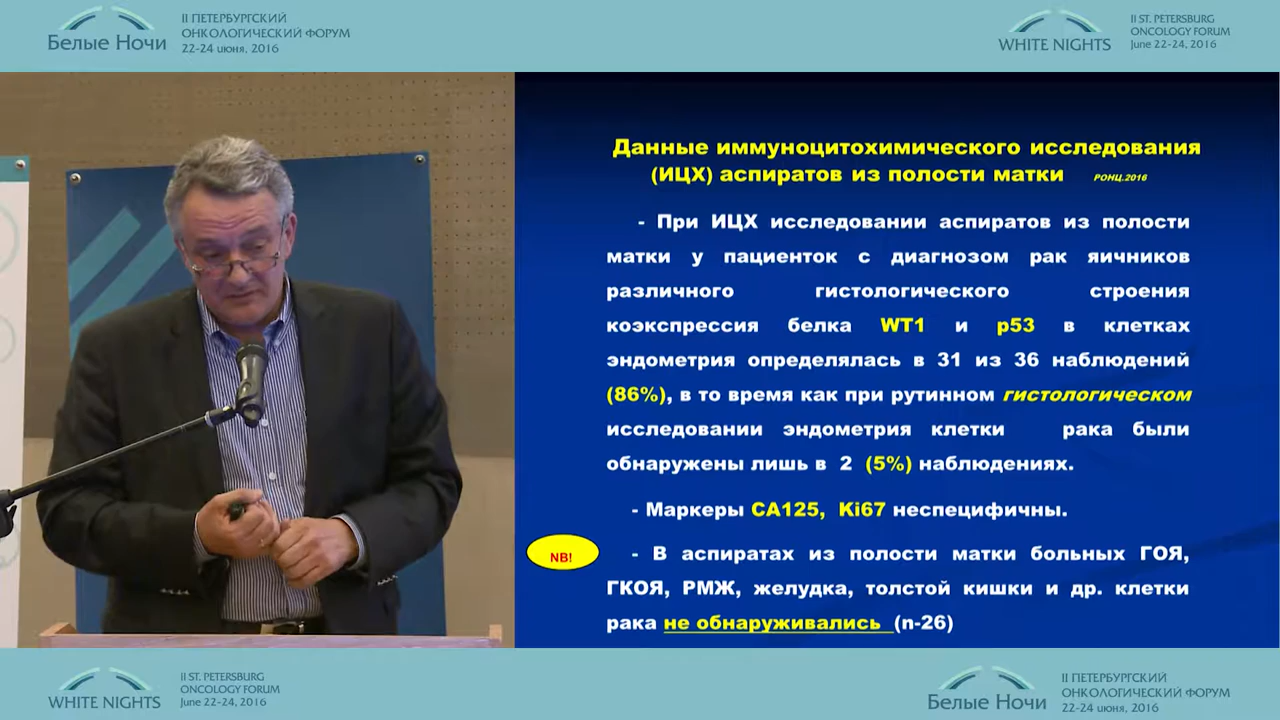 Белые Ночи
II ПЕТЕРБУРГСКИЙ
ОНКОЛОГИЧЕСКИЙ ФОРУМ
22-24 июня, 2016
WHITE NIGHTS
II ST. PETERSBURG
ONCOLOGY FORUM
June 22-24, 2016
Данные иммуноцитохимического исследования
(ИЦХ) аспиратов из полости матки РОНЦ.2016
- При ИЦХ исследовании аспиратов из полости
матки у пациенток с диагнозом рак яичников
различного гистологического строения
коэкспрессия белка WT1 и p53 в клетках
эндометрия определялась в 31 из 36 наблюдений
(86%), в то время как при рутинном гистологическом
исследовании эндометрия клетки рака были
обнаружены лишь в 2 (5%) наблюдениях.
- Маркеры СА125, Ki67 неспецифичны.
NB!
- В аспиратах из полости матки больных ГОЯ,
ГКОЯ, РМЖ, желудка, толстой кишки и др. клетки
рака не обнаруживались (n-26)
WHITE NIGHTS
II ST. PETERSBURG
ONCOLOGY FORUM
June 22-24, 2016
Белые Ночи
II ПЕТЕРБУРГСКИЙ
ОНКОЛОГИЧЕСКИЙ ФОРУМ
22-24 июня, 2016